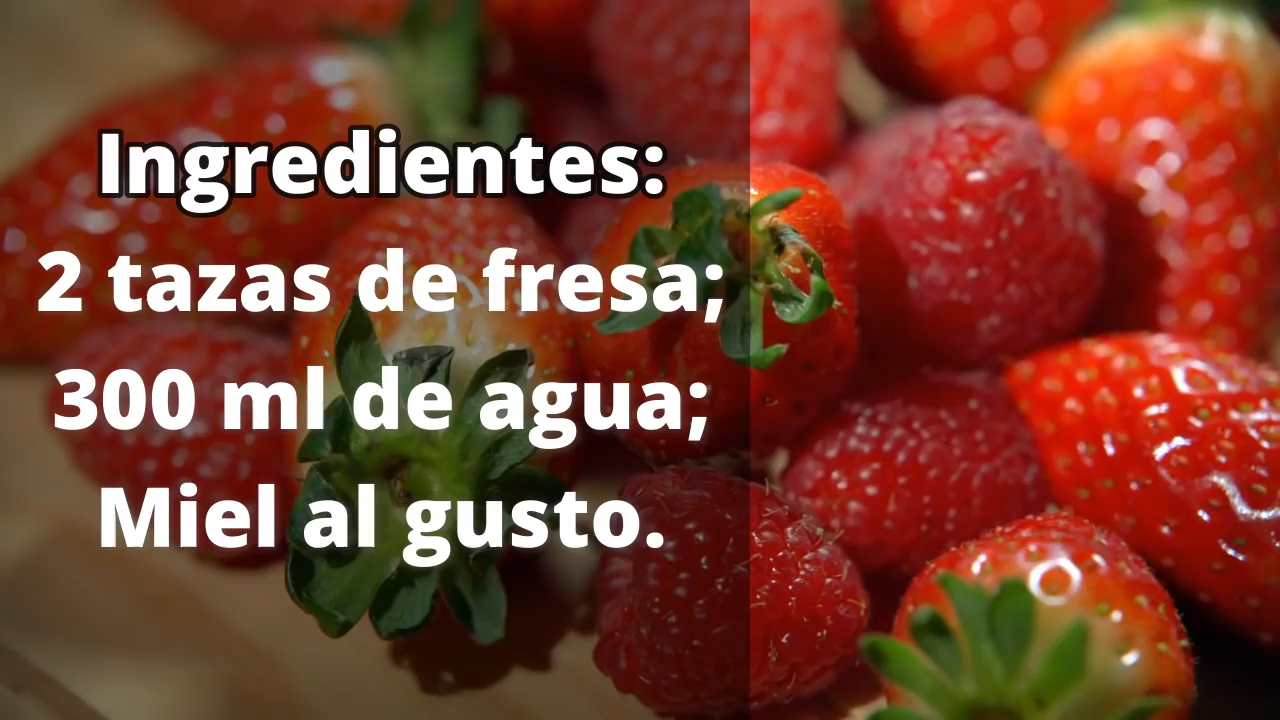 Ingredientes:
2 tazas de fresa;
300 ml de agua;
Miel al gusto.